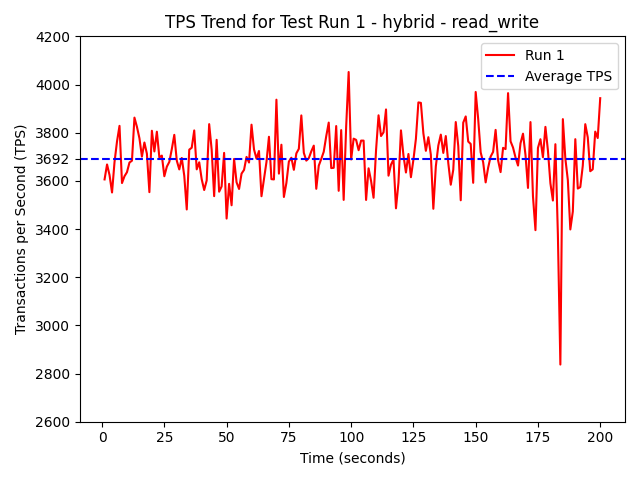 TPS Trend for Test Run 1 - hybrid - read_write
Run 1
Average TPS
Transactions per Second (TPS)
4200
4000
3800
3692
3600
3400
3200
3000
2800
2600
0 25 50 75 100 125 150 175 200
Time (seconds)